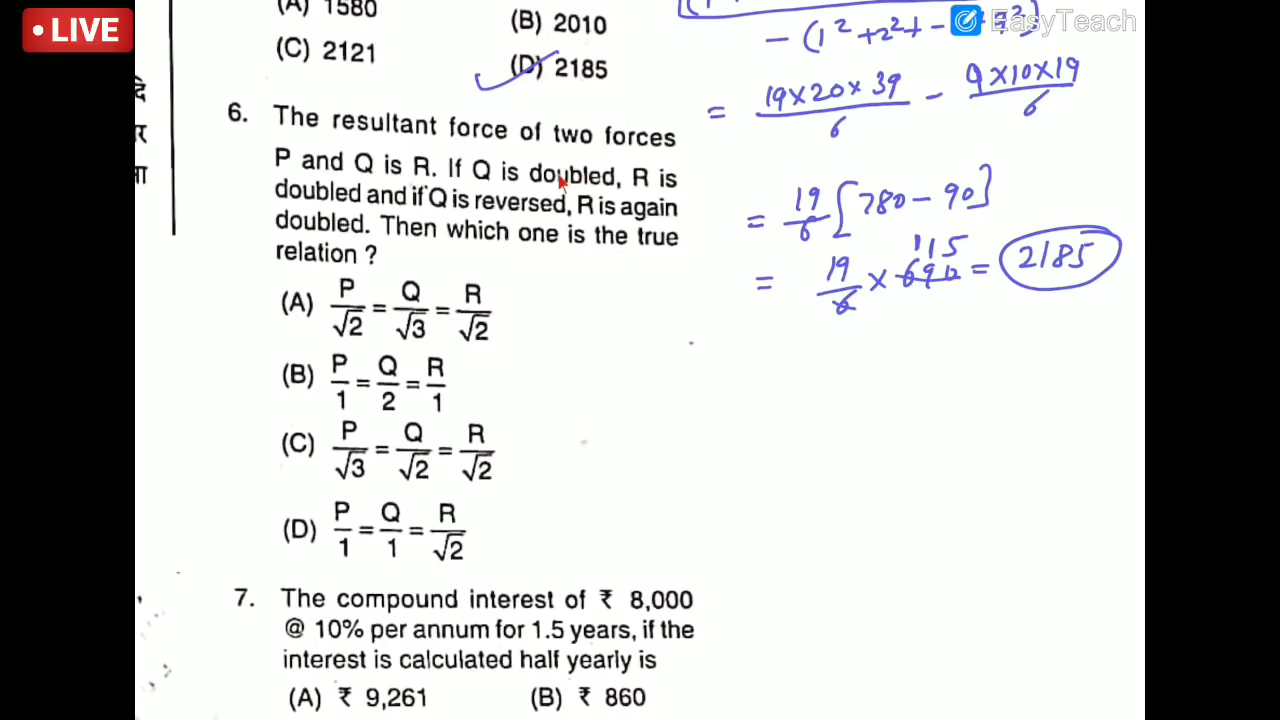 LIVE
EasyTeach
(A) 1580
(B) 2010
(C) 2121
(D) 2185
- (1² + 2² + -
= 19×20×39/6 - 9×10×19/6
= 19/6 [780 - 90]
115
= 19/6 × 690 = 2185
6. The resultant force of two forces
P and Q is R. If Q is doubled, R is
doubled and if Q is reversed, R is again
doubled. Then which one is the true
relation ?
(A) P/√2 = Q/√3 = R/√2
(B) P/1 = Q/2 = R/1
(C) P/√3 = Q/√2 = R/√2
(D) P/1 = Q/1 = R/√2
7. The compound interest of ₹ 8,000
@ 10% per annum for 1.5 years, if the
interest is calculated half yearly is
(A) ₹ 9,261
(B) ₹ 860